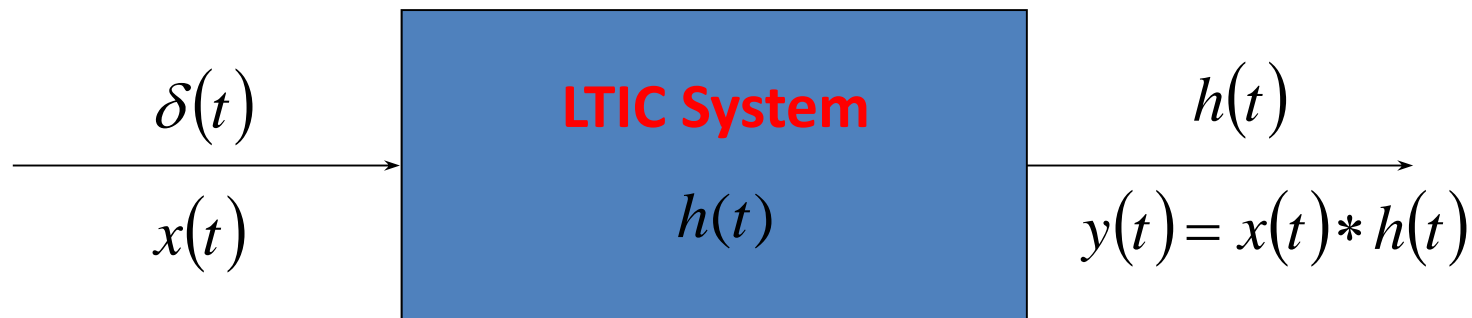 δ(t)
x(t)
LTIC System
h(t)
h(t)
y(t) = x(t) * h(t)